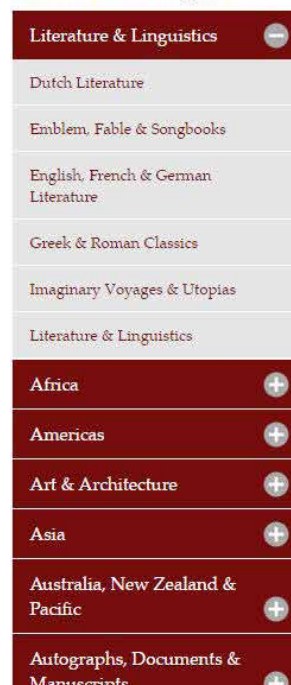 Literature & Linguistics
Dutch Literature
Emblem, Fable & Songbooks
English, French & German
Literature
Greek & Roman Classics
Imaginary Voyages & Utopias
Literature & Linguistics
Africa
Americas
Art & Architecture
Asia
Australia, New Zealand &
Pacific
Autographs, Documents &
Manuscripts